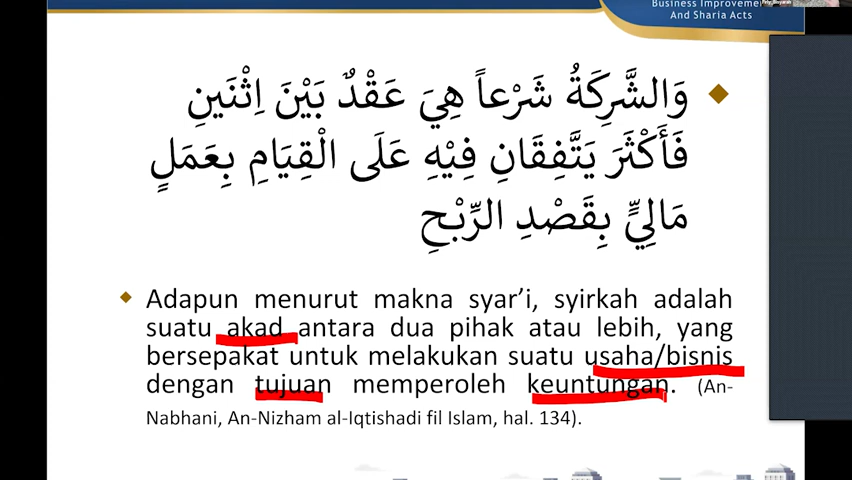 Business Improvement
And Sharia Acts
وَالشَّرِكَةُ شَرْعاً هِيَ عَقْدٌ بَيْنَ اِثْنَيْنِ
فَأَكْثَرَ يَتَّفِقَانِ فِيْهِ عَلَى الْقِيَامِ بِعَمَلٍ
مَالِيٍّ بِقَصْدِ الرِّبْحِ
Adapun menurut makna syar’i, syirkah adalah
suatu akad antara dua pihak atau lebih, yang
bersepakat untuk melakukan suatu usaha/bisnis
dengan tujuan memperoleh keuntungan. (An-
Nabhani, An-Nizham al-Iqtishadi fil Islam, hal. 134).